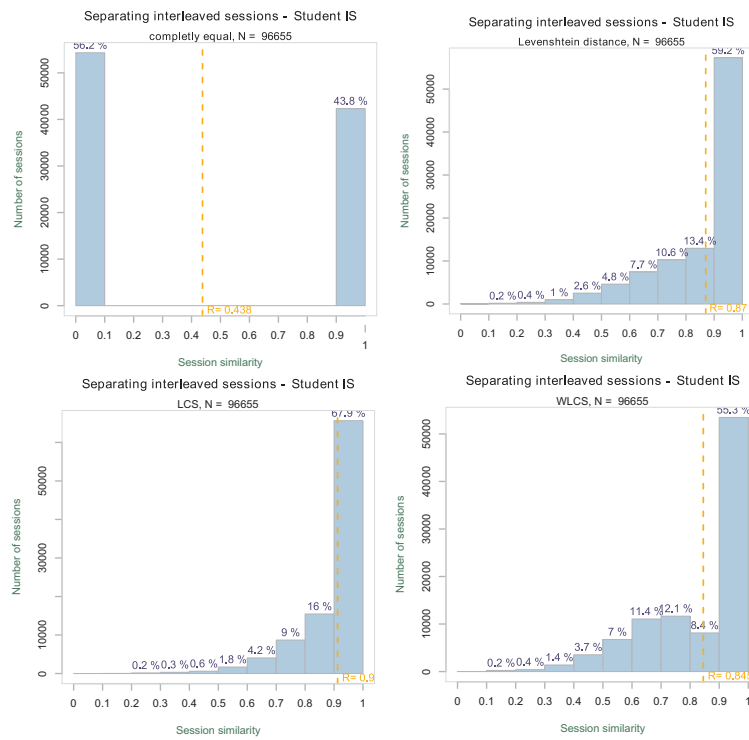 Separating interleaved sessions - Student IS
completly equal, N = 96655
56.2 %
43.8 %
R= 0.438
Number of sessions
0
10000
20000
30000
40000
50000
0 0.1 0.2 0.3 0.4 0.5 0.6 0.7 0.8 0.9 1
Session similarity
Separating interleaved sessions - Student IS
Levenshtein distance, N = 96655
0.2 % 0.4 % 1 % 2.6 % 4.8 % 7.7 % 10.6 % 13.4 % 59.2 %
R= 0.87
Number of sessions
0
10000
20000
30000
40000
50000
0 0.1 0.2 0.3 0.4 0.5 0.6 0.7 0.8 0.9 1
Session similarity
Separating interleaved sessions - Student IS
LCS, N = 96655
0.2 % 0.3 % 0.6 % 1.8 % 4.2 % 9 % 16 % 67.9 %
R= 0.9
Number of sessions
0
10000
30000
50000
0 0.1 0.2 0.3 0.4 0.5 0.6 0.7 0.8 0.9 1
Session similarity
Separating interleaved sessions - Student IS
WLCS, N = 96655
0.2 % 0.4 % 1.4 % 3.7 % 7 % 11.4 % 12.1 % 8.4 % 55.3 %
R= 0.845
Number of sessions
0
10000
20000
30000
40000
50000
0 0.1 0.2 0.3 0.4 0.5 0.6 0.7 0.8 0.9 1
Session similarity